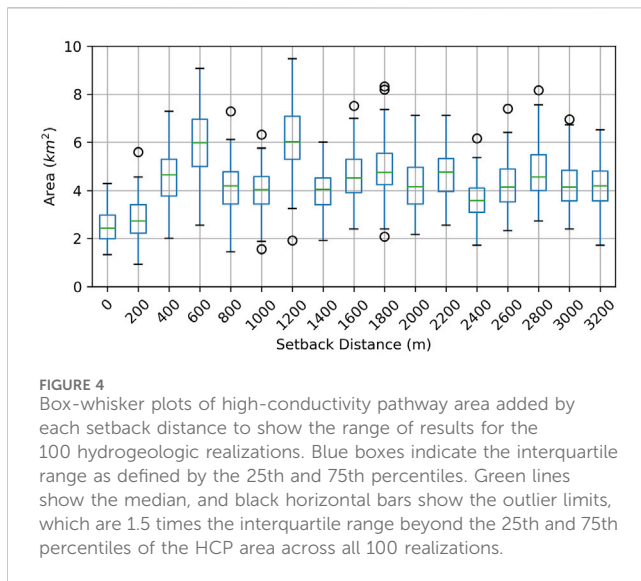 10
8
6
4
2
0
Area (km²)
0 200 400 600 800 1000 1200 1400 1600 1800 2000 2200 2400 2600 2800 3000 3200
Setback Distance (m)
FIGURE 4
Box-whisker plots of high-conductivity pathway area added by
each setback distance to show the range of results for the
100 hydrogeologic realizations. Blue boxes indicate the interquartile
range as defined by the 25th and 75th percentiles. Green lines
show the median, and black horizontal bars show the outlier limits,
which are 1.5 times the interquartile range beyond the 25th and 75th
percentiles of the HCP area across all 100 realizations.